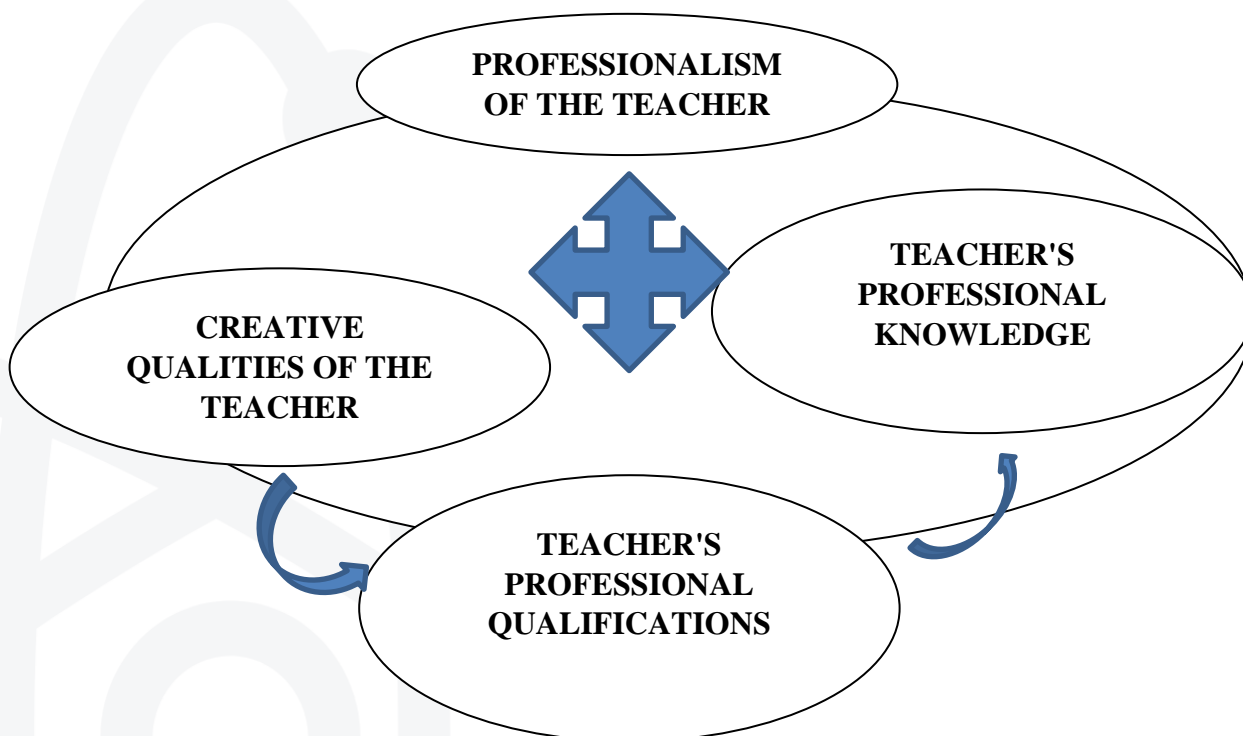 PROFESSIONALISM
OF THE TEACHER
TEACHER'S
PROFESSIONAL
KNOWLEDGE
CREATIVE
QUALITIES OF THE
TEACHER
TEACHER'S
PROFESSIONAL
QUALIFICATIONS